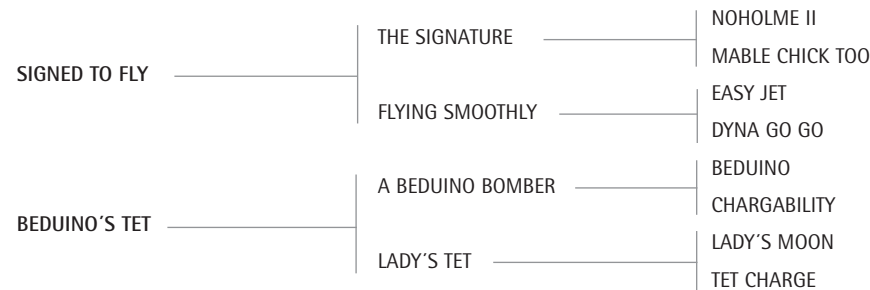 NOHOLME II
THE SIGNATURE
MABLE CHICK TOO
SIGNED TO FLY
EASY JET
FLYING SMOOTHLY
DYNA GO GO
BEDUINO
A BEDUINO BOMBER
CHARGABILITY
BEDUINO´S TET
LADY´S MOON
LADY´S TET
TET CHARGE